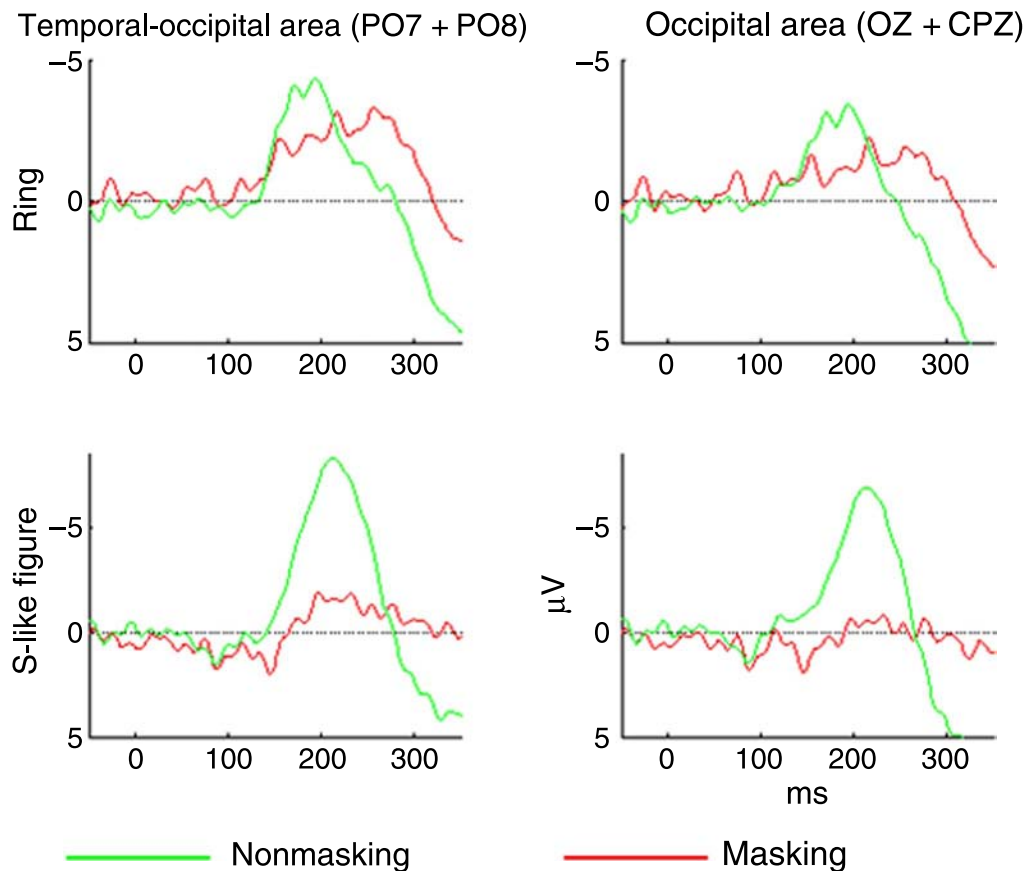 Temporal-occipital area (PO7 + PO8)
Occipital area (OZ + CPZ)
Ring
−5
0
5
0 100 200 300
−5
0
5
0 100 200 300
S-like figure
−5
0
5
0 100 200 300
μV
−5
0
5
0 100 200 300
ms
Nonmasking
Masking